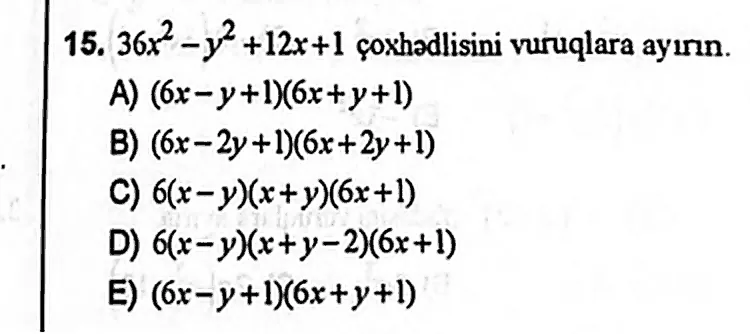 15. 36x² − y² + 12x + 1 çoxhədlisini vuruqlara ayırın.
A) (6x − y + 1)(6x + y + 1)
B) (6x − 2y + 1)(6x + 2y + 1)
C) 6(x − y)(x + y)(6x + 1)
D) 6(x − y)(x + y − 2)(6x + 1)
E) (6x − y + 1)(6x + y + 1)